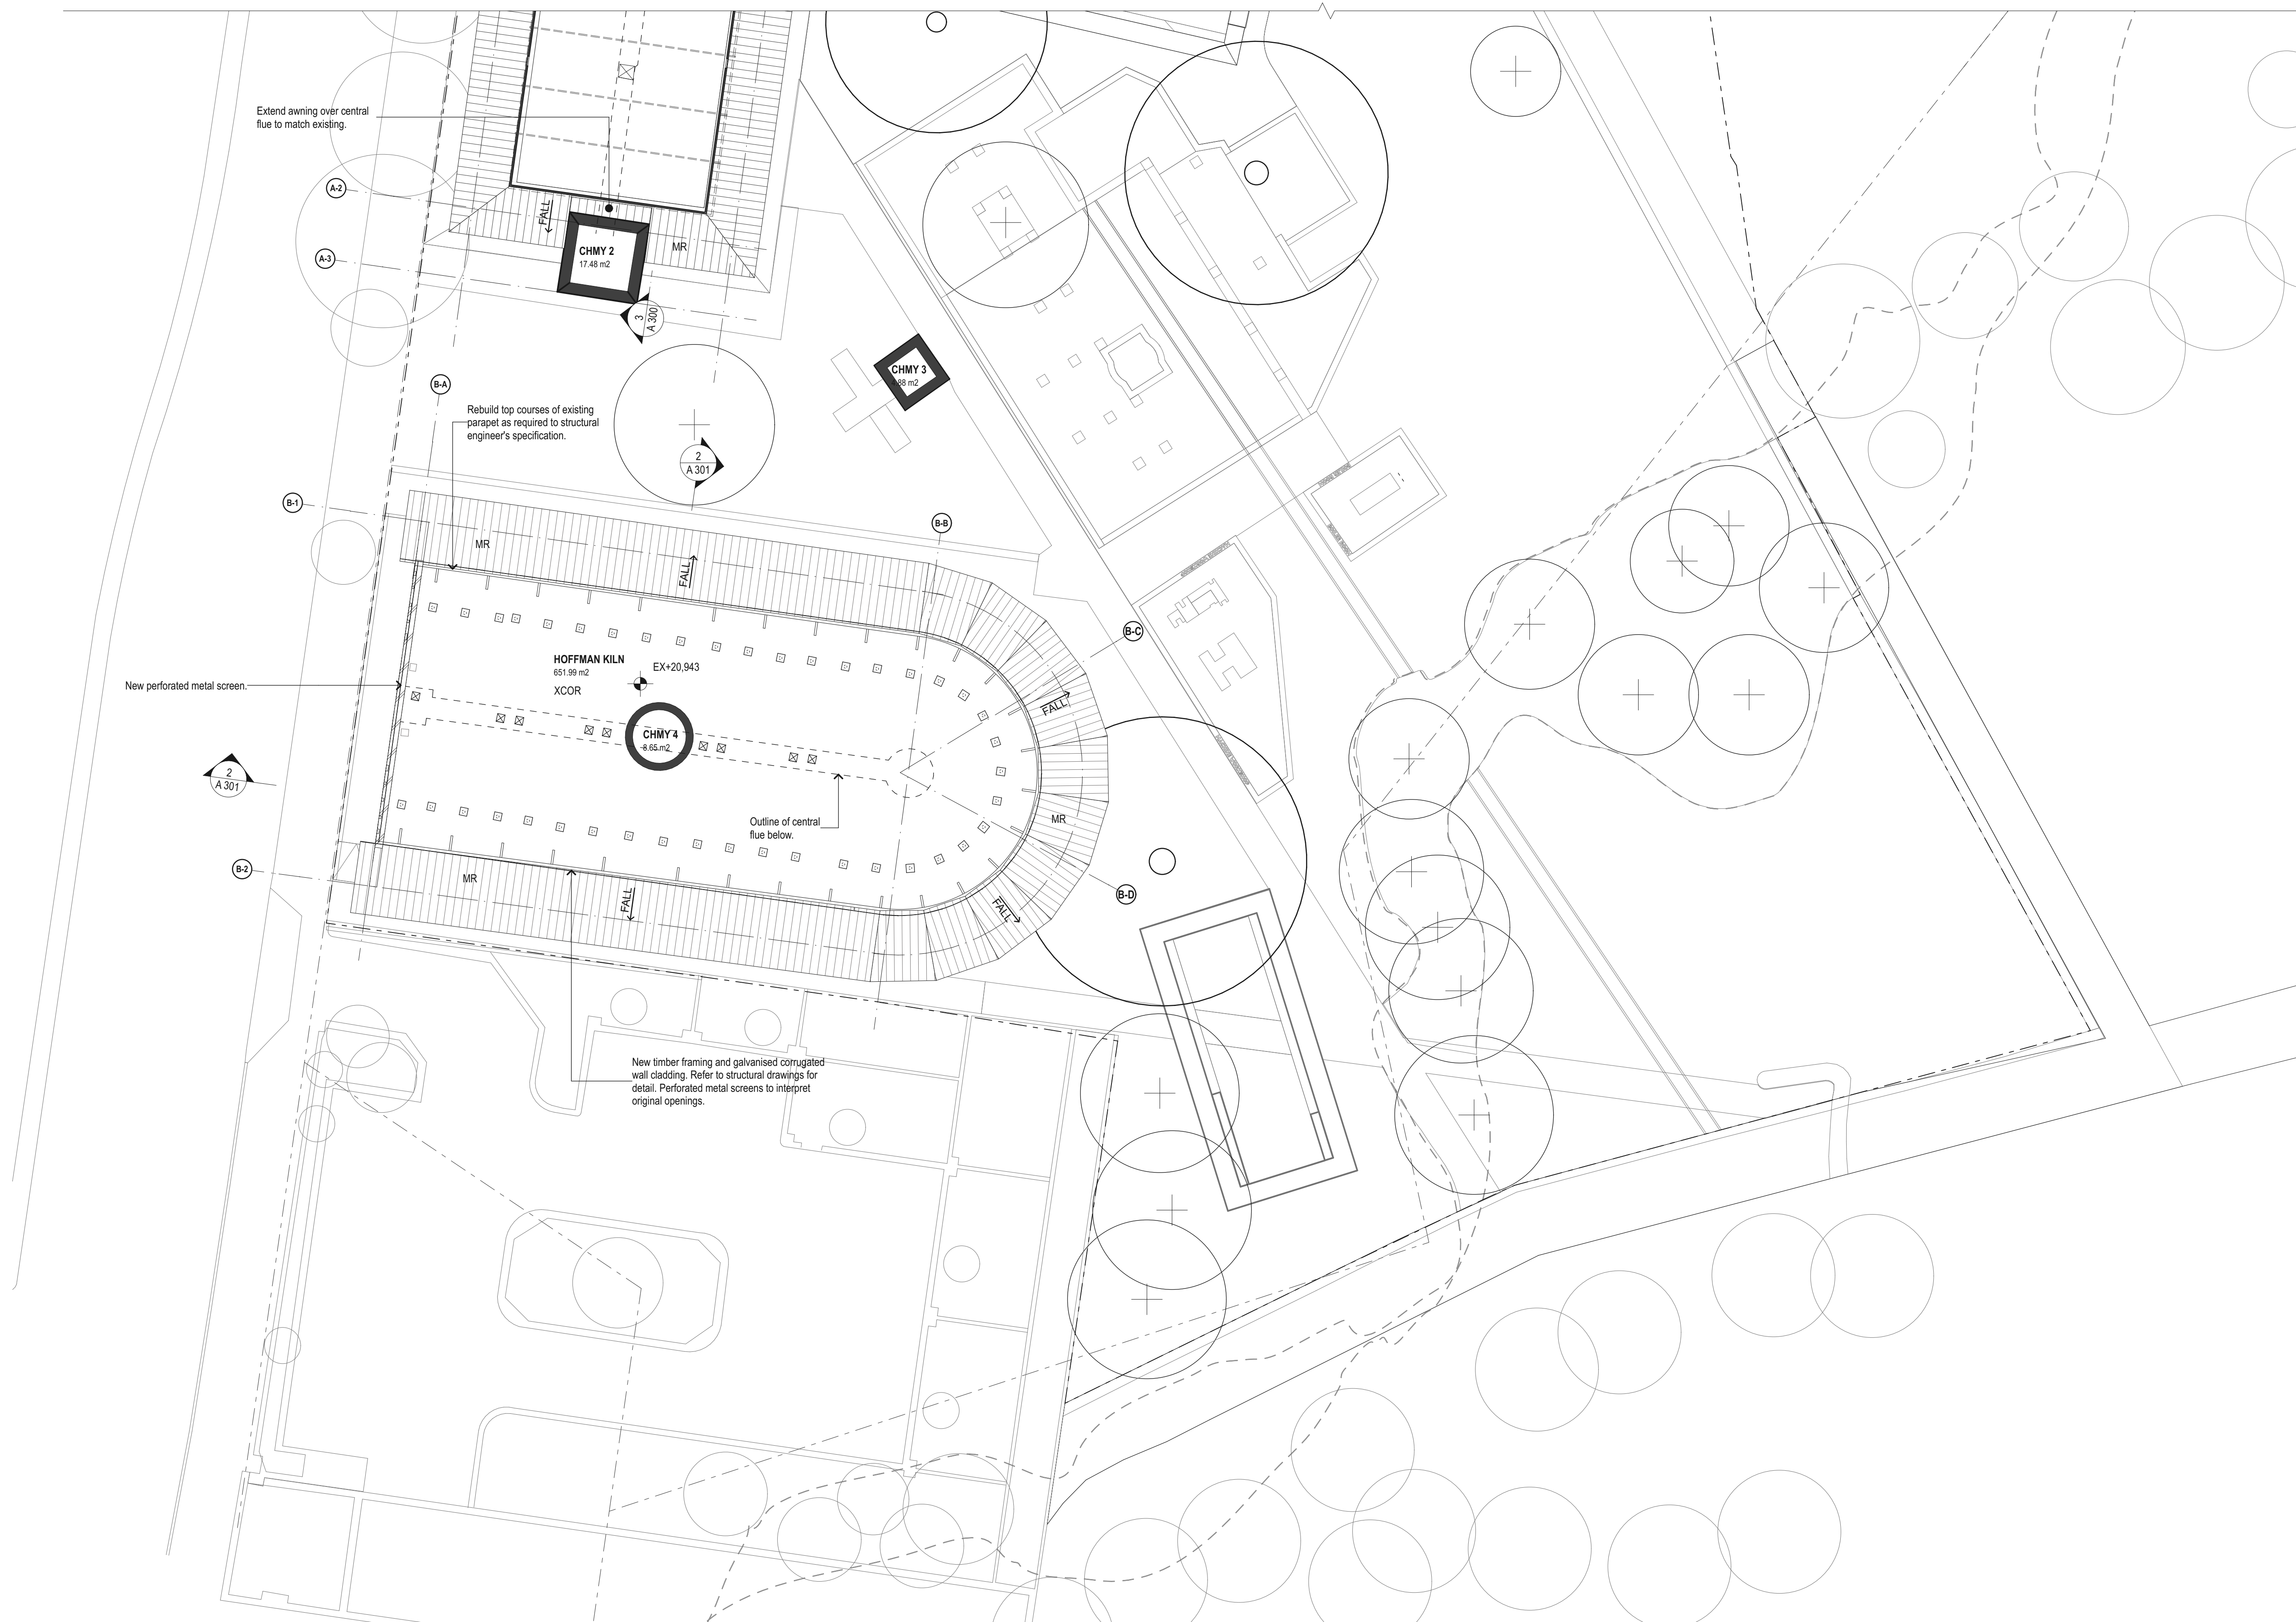 Extend awning over central
flue to match existing.
A-2
FALL
CHMY 2
17.48 m2
MR
A-3
3
A 300
CHMY 3
.88 m2
B-A
Rebuild top courses of existing
parapet as required to structural
engineer's specification.
2
A 301
B-1
B-B
MR
FALL
B-C
HOFFMAN KILN
651.99 m2
EX+20,943
XCOR
New perforated metal screen.
FALL
CHMY 4
8.65 m2
2
A 301
Outline of central
flue below.
MR
B-2
MR
FALL
FALL
B-D
New timber framing and galvanised corrugated
wall cladding. Refer to structural drawings for
detail. Perforated metal screens to interpret
original openings.